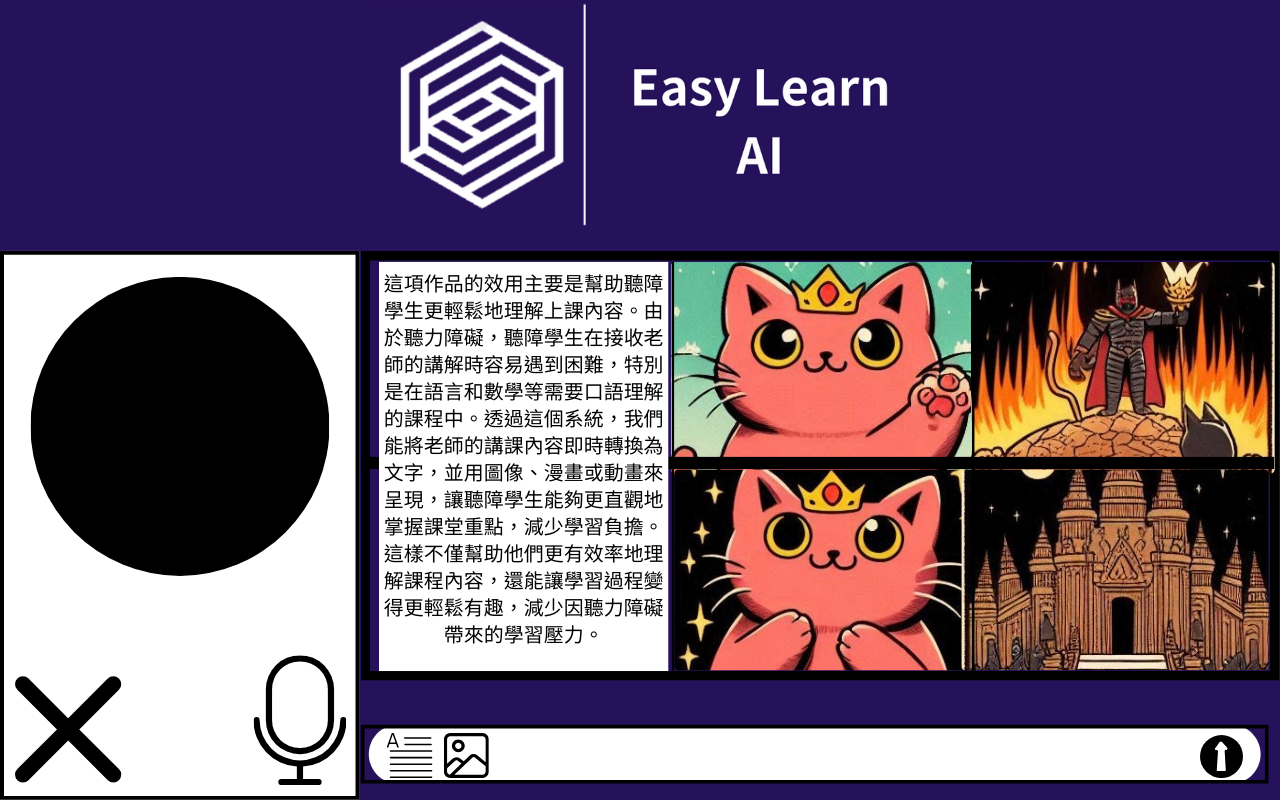 Easy Learn
AI
這項作品的效用主要是幫助聽障
學生更輕鬆地理解上課內容。由
於聽力障礙，聽障學生在接收老
師的講解時容易遇到困難，特別
是在語言和數學等需要口語理解
的課程中。透過這個系統，我們
能將老師的講課內容即時轉換為
文字，並用圖像、漫畫或動畫來
呈現，讓聽障學生能夠更直觀地
掌握課堂重點，減少學習負擔。
這樣不僅幫助他們更有效率地理
解課程內容，還能讓學習過程變
得更輕鬆有趣，減少因聽力障礙
帶來的學習壓力。
A